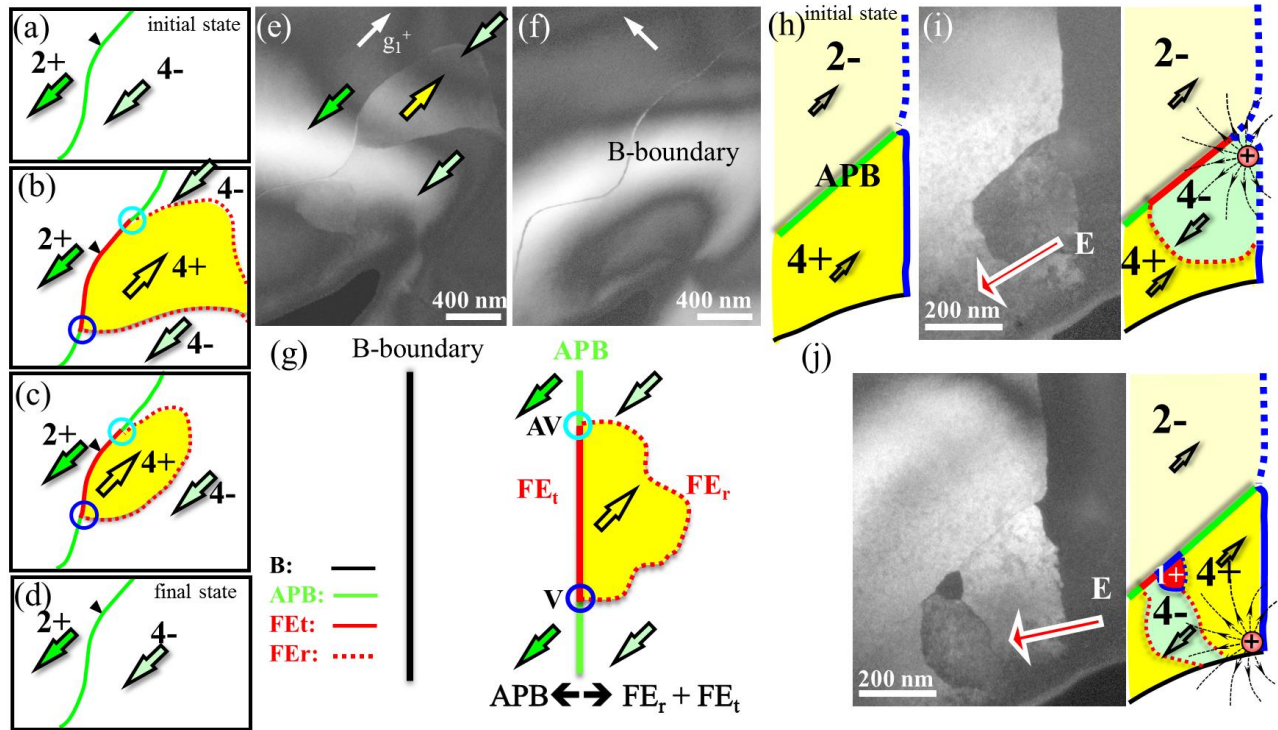 (a)
initial state
2+
4-
(b)
4-
2+
4+
4-
(c)
2+
4+
4-
(d)
final state
2+
4-
(e)
g₁⁺
400 nm
(f)
B-boundary
400 nm
(g)
B-boundary
APB
AV
FEt
FEr
V
B:
APB:
FEt:
FEr:
APB ↔ FEr + FEt
(h)
initial state
2-
APB
4+
(i)
E
200 nm
2-
+
4-
4+
(j)
E
200 nm
2-
1+
4+
4-
+